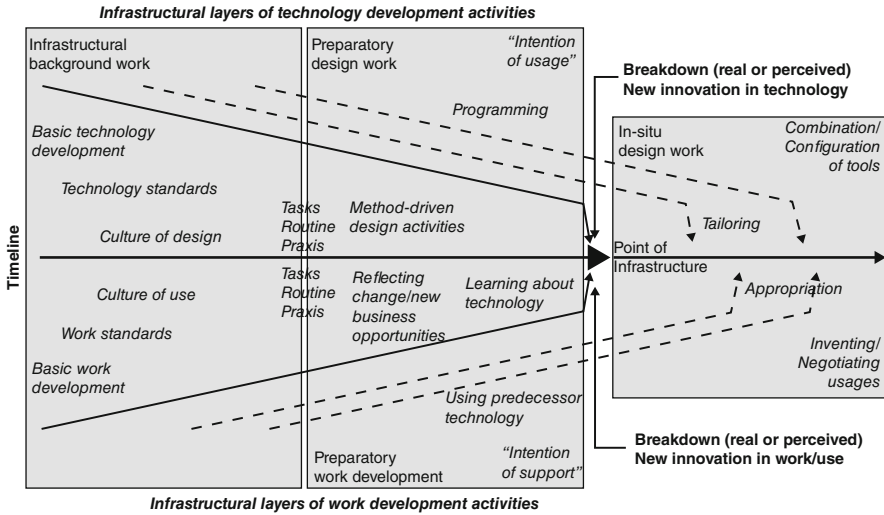 Infrastructural layers of technology development activities
Infrastructural
background work
Preparatory
design work
“Intention
of usage”
Breakdown (real or perceived)
New innovation in technology
Programming
Basic technology
development
In-situ
design work
Combination/
Configuration
of tools
Technology standards
Tasks
Routine
Praxis
Method-driven
design activities
Tailoring
Culture of design
Timeline
Point of
Infrastructure
Culture of use
Tasks
Routine
Praxis
Reflecting
change/new
business
opportunities
Learning about
technology
Appropriation
Work standards
Basic work
development
Inventing/
Negotiating
usages
Using predecessor
technology
Breakdown (real or perceived)
New innovation in work/use
Preparatory
work development
“Intention
of support”
Infrastructural layers of work development activities